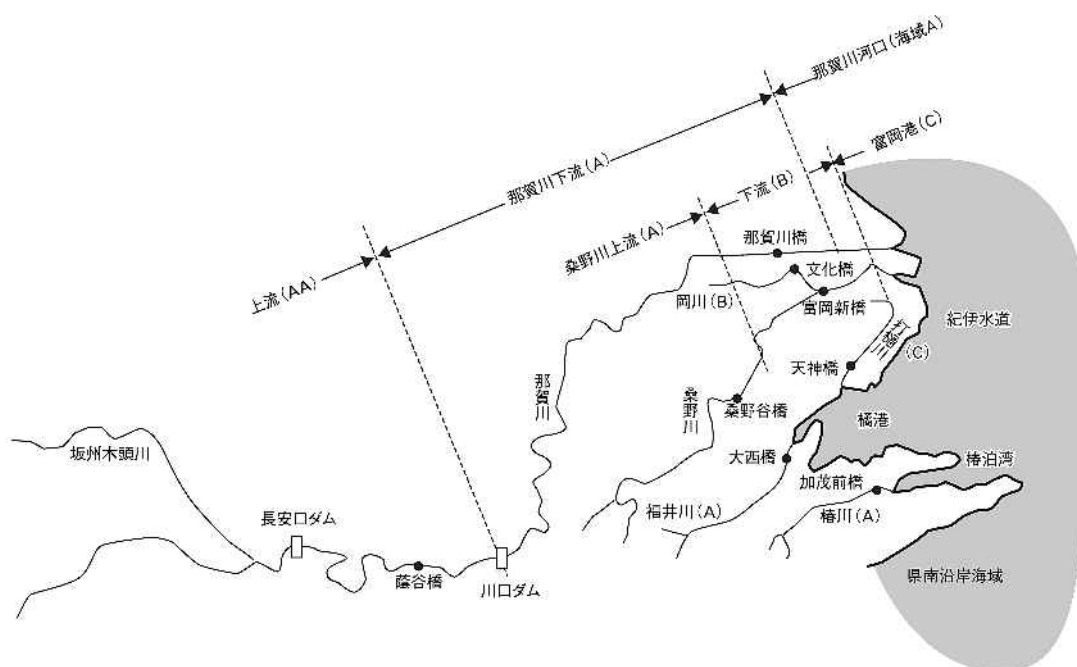 那賀川河口(海域A)
那賀川下流(A)
富岡港(C)
下流(B)
桑野川上流(A)
上流(AA)
那賀川橋
文化橋
岡川(B)
富岡新橋
紀伊水道
打樋川
(C)
天神橋
那賀川
桑野川
桑野谷橋
橘港
坂州木頭川
大西橋
椿泊湾
加茂前橋
福井川(A)
椿川(A)
長安口ダム
蔭谷橋
川口ダム
県南沿岸海域